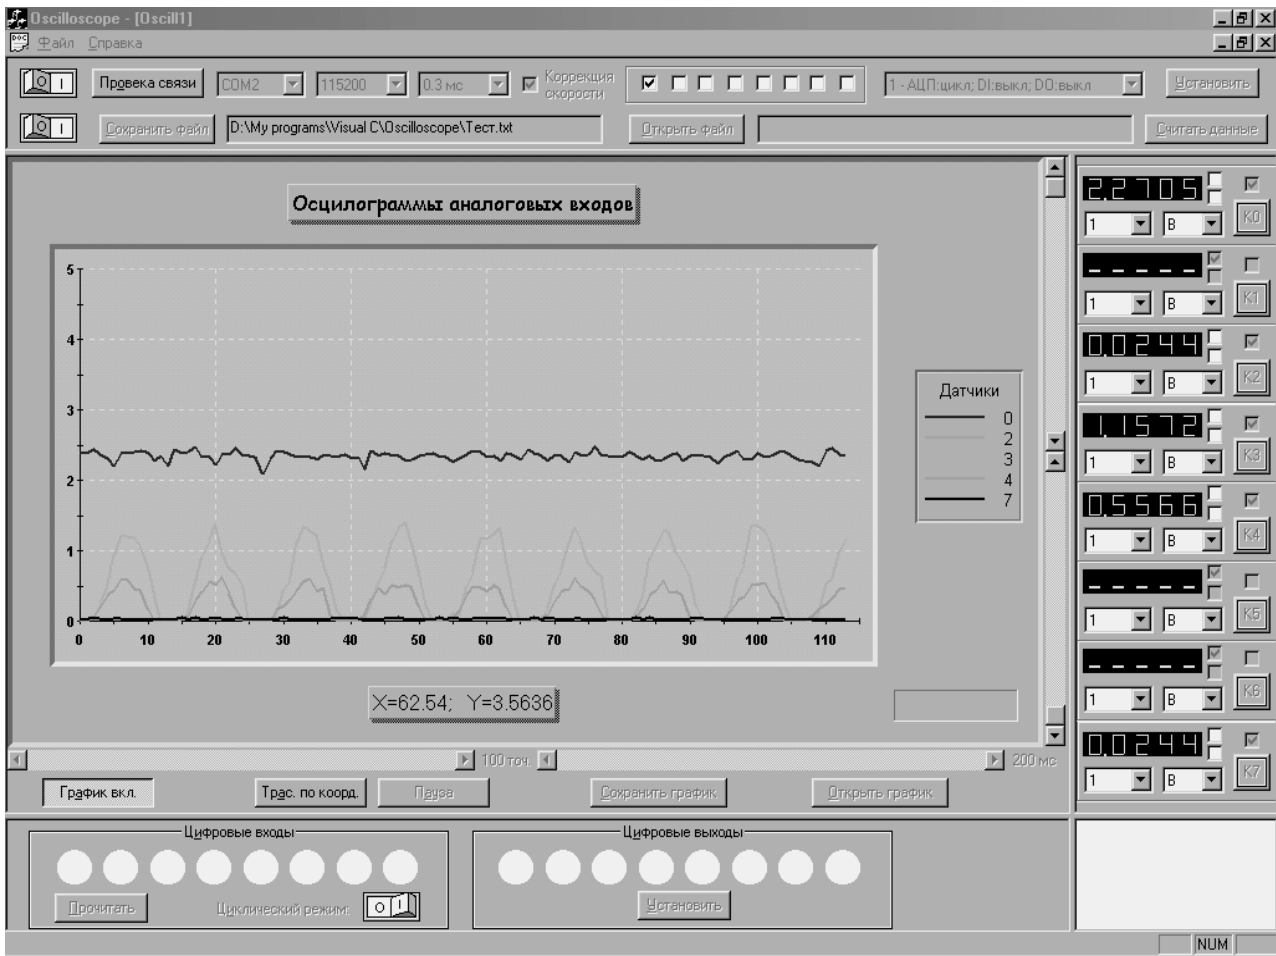 Oscilloscope - [Oscill1]
Файл Справка
Провека связи COM2 115200 0.3 мс Коррекция скорости 1 - АЦП:цикл; DI:выкл; DO:выкл Установить
Сохранить файл D:\My programs\Visual C\Oscilloscope\Тест.txt Открыть файл Считать данные
Осцилограммы аналоговых входов
5
4
3
2
1
0
0 10 20 30 40 50 60 70 80 90 100 110
Датчики
0
2
3
4
7
X=62.54; Y=3.5636
100 точ. 200 мс
График вкл. Трас. по коорд. Пауза Сохранить график Открыть график
2.2705
1 В K0
- - - - -
1 В K1
0.0244
1 В K2
1.1572
1 В K3
0.5566
1 В K4
- - - - -
1 В K5
- - - - -
1 В K6
0.0244
1 В K7
Цифровые входы
Прочитать Циклический режим:
Цифровые выходы
Установить
NUM